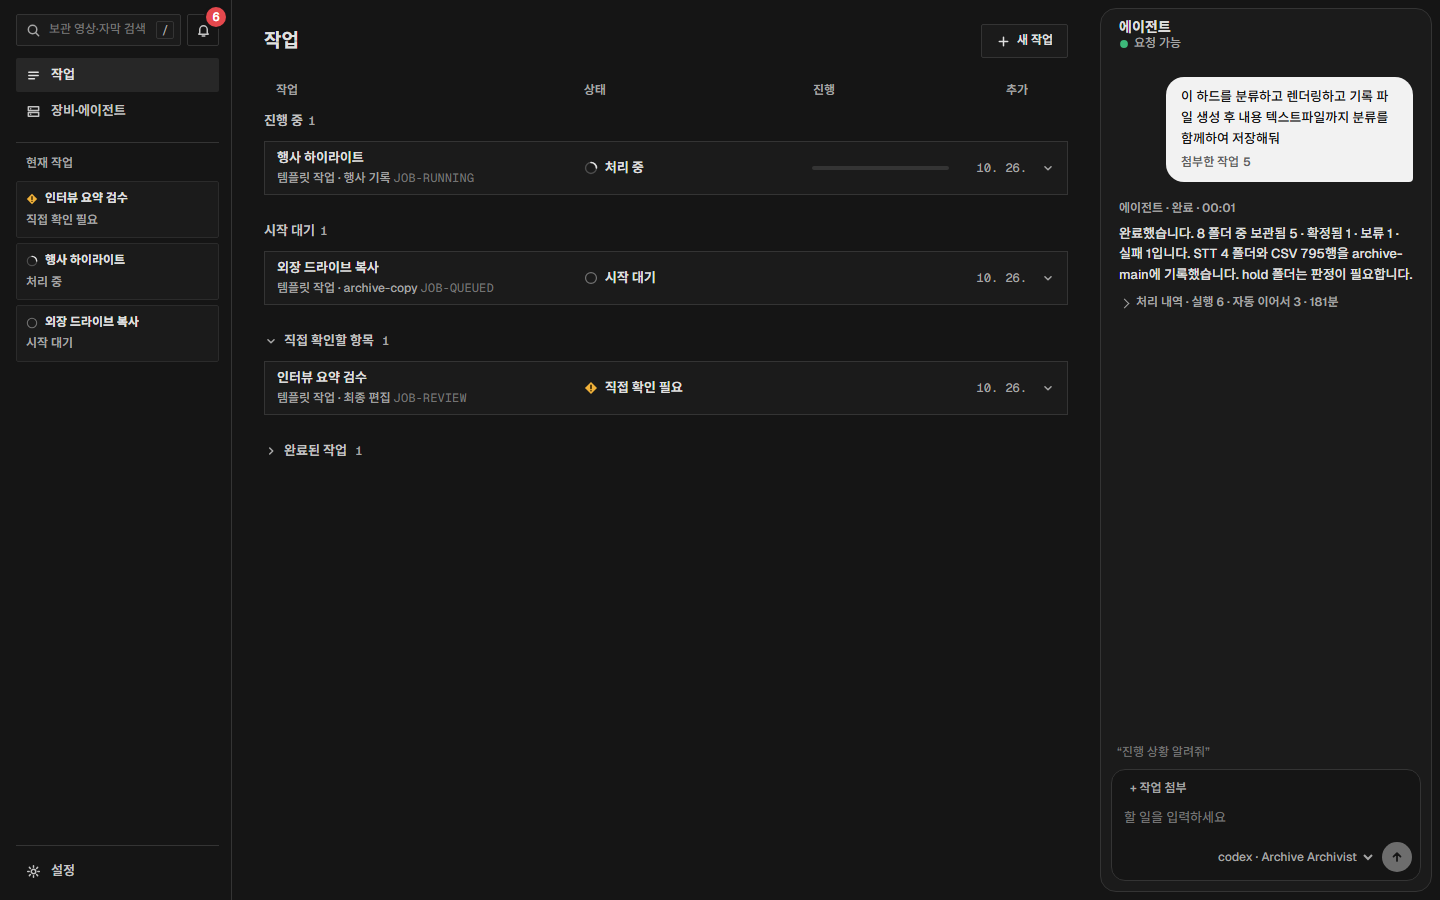 보관 영상·자막 검색 /
6
작업
장비·에이전트
현재 작업
인터뷰 요약 검수
직접 확인 필요
행사 하이라이트
처리 중
외장 드라이브 복사
시작 대기
설정
작업
새 작업
작업 상태 진행 추가
진행 중 1
행사 하이라이트
템플릿 작업 · 행사 기록 JOB-RUNNING
처리 중
10. 26.
시작 대기 1
외장 드라이브 복사
템플릿 작업 · archive-copy JOB-QUEUED
시작 대기
10. 26.
직접 확인할 항목 1
인터뷰 요약 검수
템플릿 작업 · 최종 편집 JOB-REVIEW
직접 확인 필요
10. 26.
완료된 작업 1
에이전트
요청 가능
이 하드를 분류하고 렌더링하고 기록 파
일 생성 후 내용 텍스트파일까지 분류를
함께하여 저장해둬
첨부한 작업 5
에이전트 · 완료 · 00:01
완료했습니다. 8 폴더 중 보관됨 5 · 확정됨 1 · 보류 1 ·
실패 1입니다. STT 4 폴더와 CSV 795행을 archive-
main에 기록했습니다. hold 폴더는 판정이 필요합니다.
처리 내역 · 실행 6 · 자동 이어서 3 · 181분
“진행 상황 알려줘”
+ 작업 첨부
할 일을 입력하세요
codex · Archive Archivist